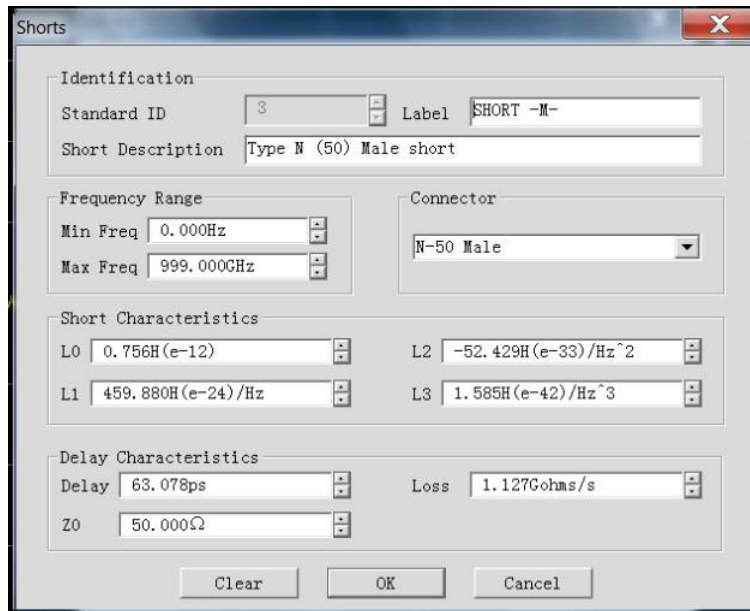 Shorts
Identification
Standard ID 3 Label SHORT -M-
Short Description Type N (50) Male short
Frequency Range
Min Freq 0.000Hz
Max Freq 999.000GHz
Connector
N-50 Male
Short Characteristics
L0 0.756H(e-12) L2 -52.429H(e-33)/Hz^2
L1 459.880H(e-24)/Hz L3 1.585H(e-42)/Hz^3
Delay Characteristics
Delay 63.078ps Loss 1.127Gohms/s
Z0 50.000Ω
Clear OK Cancel